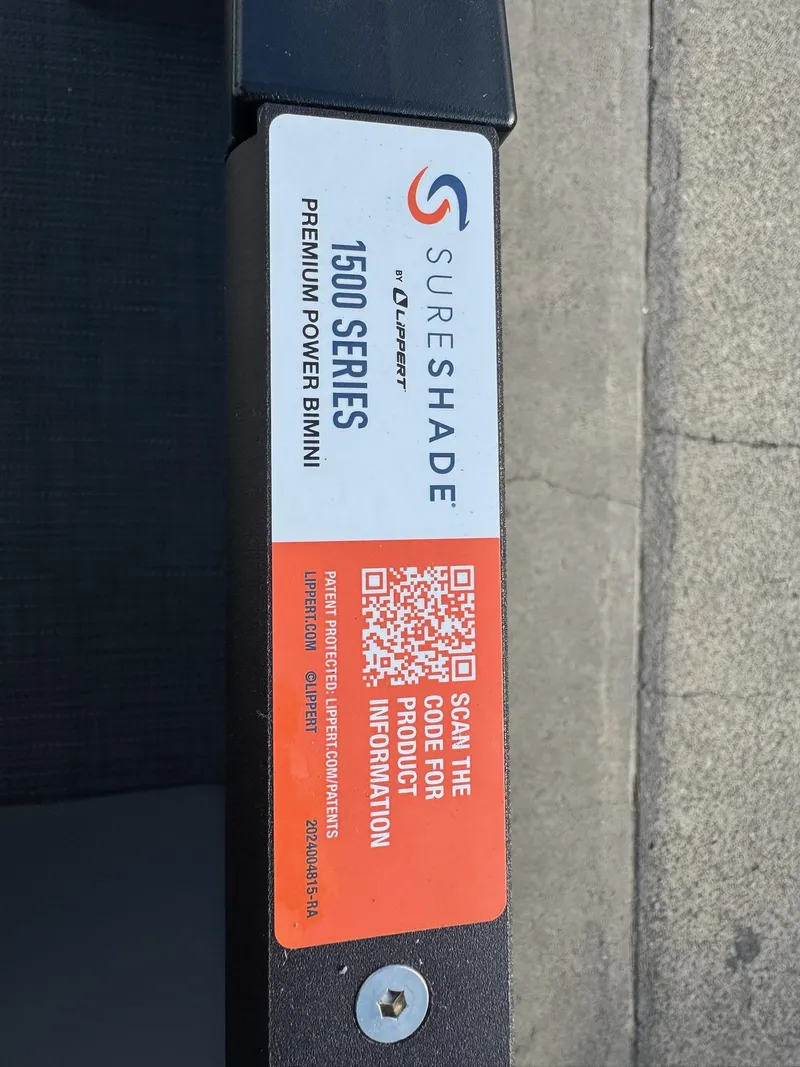 SURESHADE®
BY LIPPERT
1500 SERIES
PREMIUM POWER BIMINI
SCAN THE
CODE FOR
PRODUCT
INFORMATION
PATENT PROTECTED: LIPPERT.COM/PATENTS
LIPPERT.COM ©LIPPERT 2024004815-RA